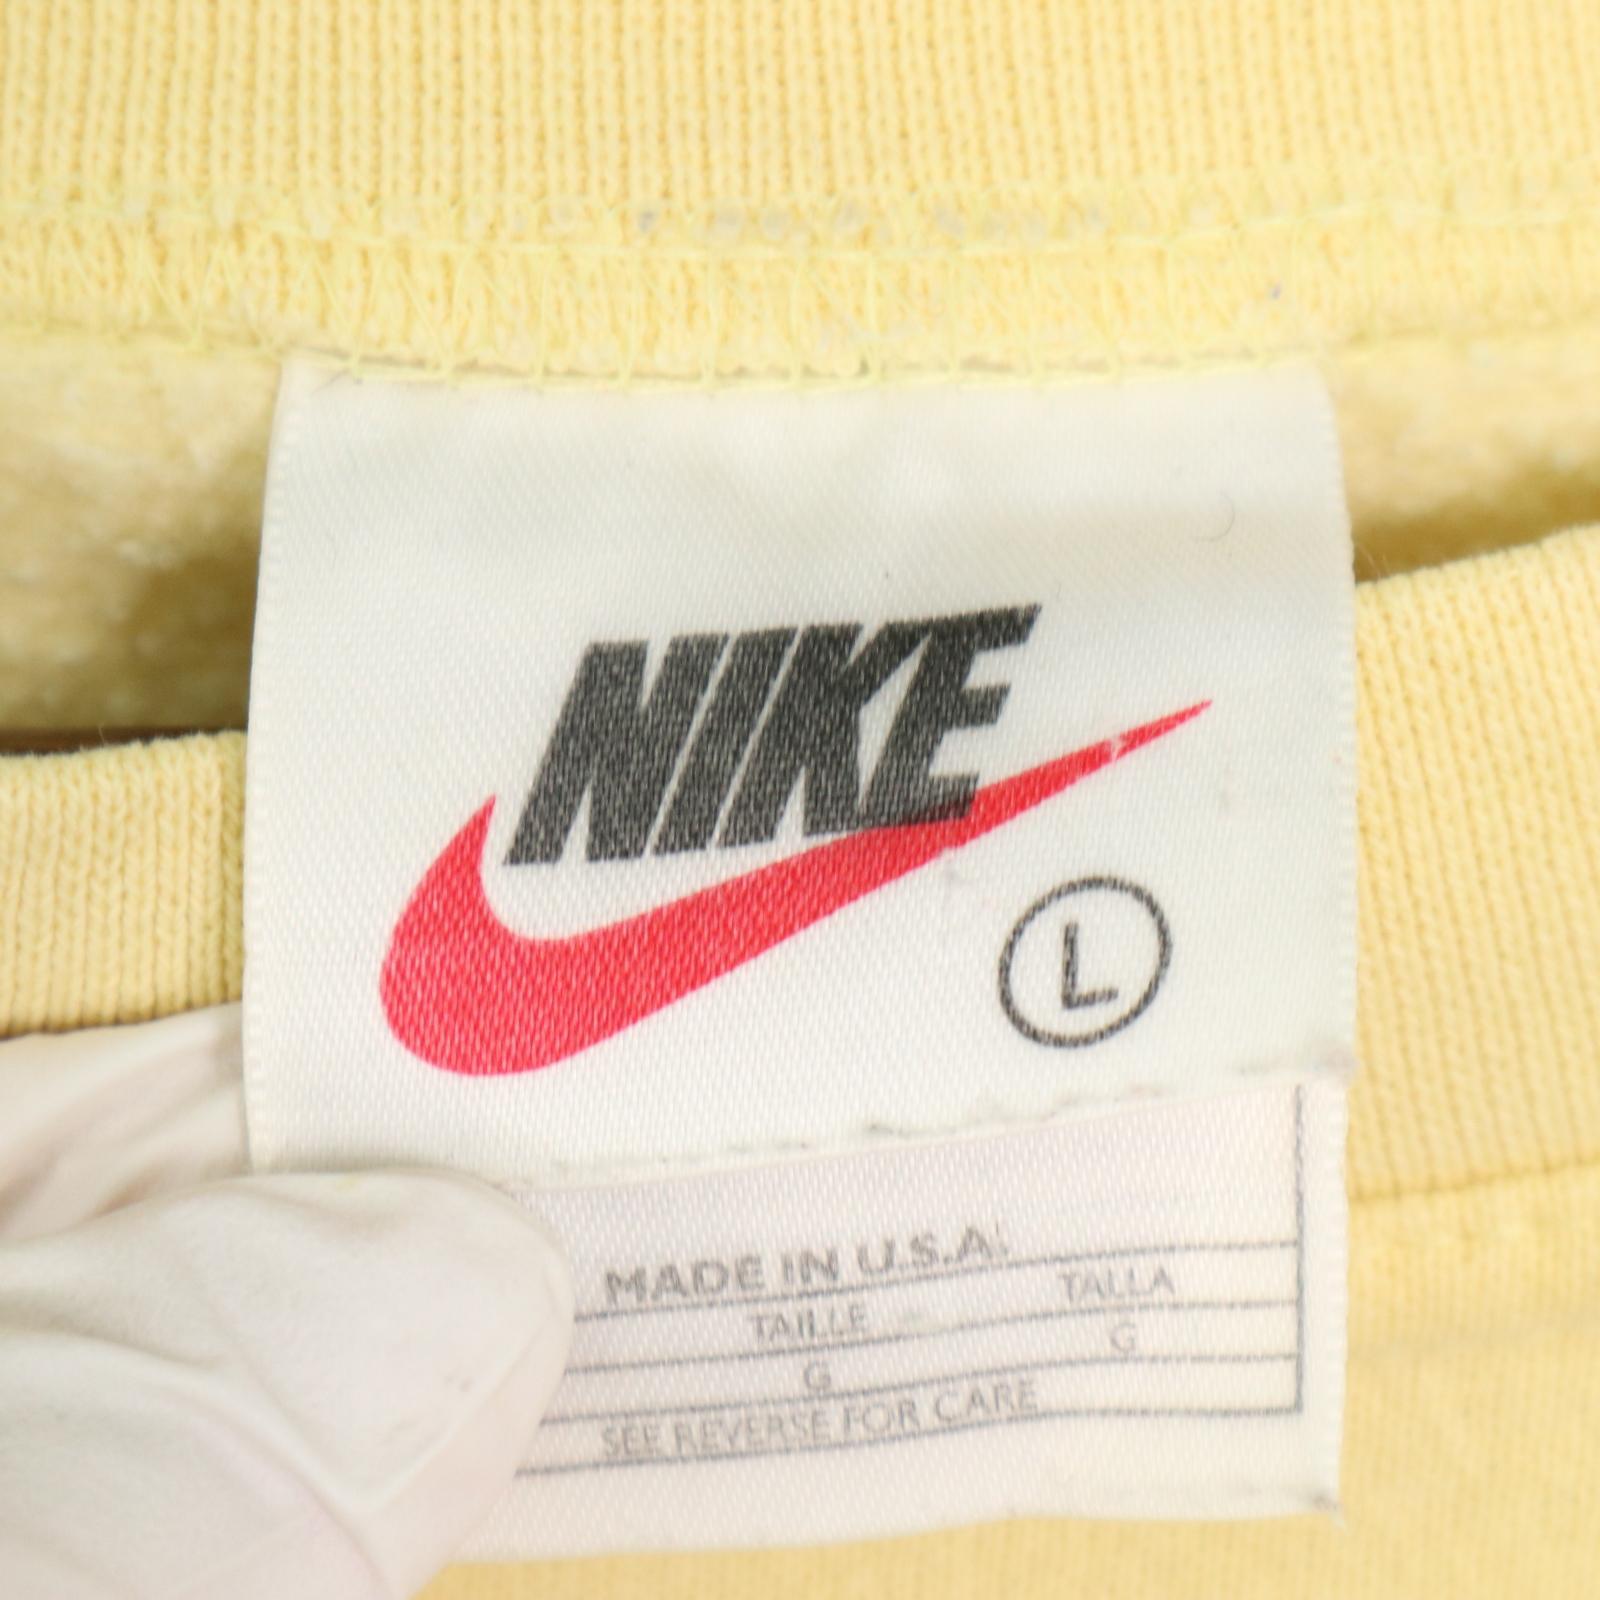 NIKE
L
MADE IN U.S.A.
TAILLE TALLA
G G
SEE REVERSE FOR CARE